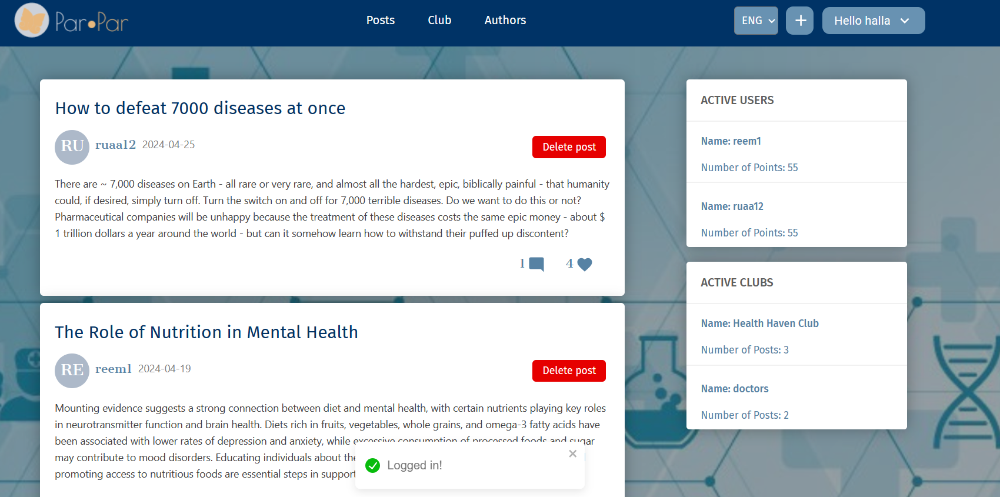 Par•Par
Posts
Club
Authors
ENG
Hello halla
How to defeat 7000 diseases at once
RU
ruaa12 2024-04-25
Delete post
There are ~ 7,000 diseases on Earth - all rare or very rare, and almost all the hardest, epic, biblically painful - that humanity
could, if desired, simply turn off. Turn the switch on and off for 7,000 terrible diseases. Do we want to do this or not?
Pharmaceutical companies will be unhappy because the treatment of these diseases costs the same epic money - about $
1 trillion dollars a year around the world - but can it somehow learn how to withstand their puffed up discontent?
1
4
The Role of Nutrition in Mental Health
RE
reem1 2024-04-19
Delete post
Mounting evidence suggests a strong connection between diet and mental health, with certain nutrients playing key roles
in neurotransmitter function and brain health. Diets rich in fruits, vegetables, whole grains, and omega-3 fatty acids have
been associated with lower rates of depression and anxiety, while excessive consumption of processed foods and sugar
may contribute to mood disorders. Educating individuals about the
promoting access to nutritious foods are essential steps in support
Logged in!
ACTIVE USERS
Name: reem1
Number of Points: 55
Name: ruaa12
Number of Points: 55
ACTIVE CLUBS
Name: Health Haven Club
Number of Posts: 3
Name: doctors
Number of Posts: 2